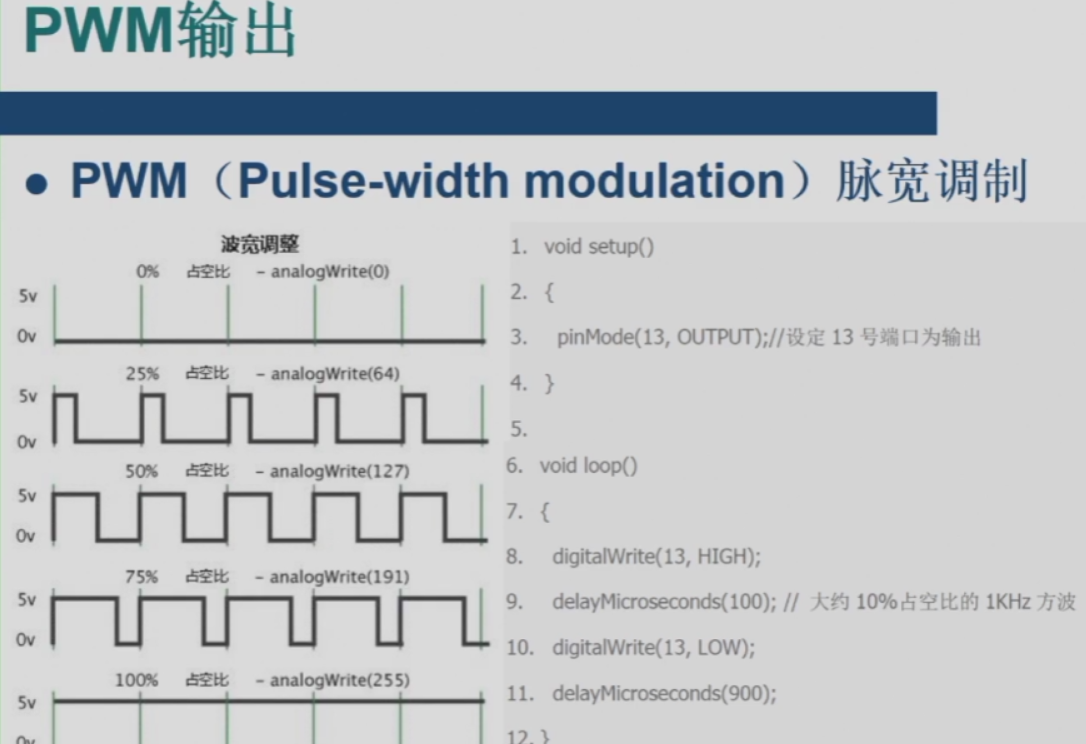 PWM输出
● PWM（Pulse-width modulation）脉宽调制
波宽调整
0% 占空比 – analogWrite(0)
5v
0v
25% 占空比 – analogWrite(64)
5v
0v
50% 占空比 – analogWrite(127)
5v
0v
75% 占空比 – analogWrite(191)
5v
0v
100% 占空比 – analogWrite(255)
5v
0v
1. void setup()
2. {
3. pinMode(13, OUTPUT);//设定 13 号端口为输出
4. }
5.
6. void loop()
7. {
8. digitalWrite(13, HIGH);
9. delayMicroseconds(100); // 大约 10%占空比的 1KHz 方波
10. digitalWrite(13, LOW);
11. delayMicroseconds(900);
12. }